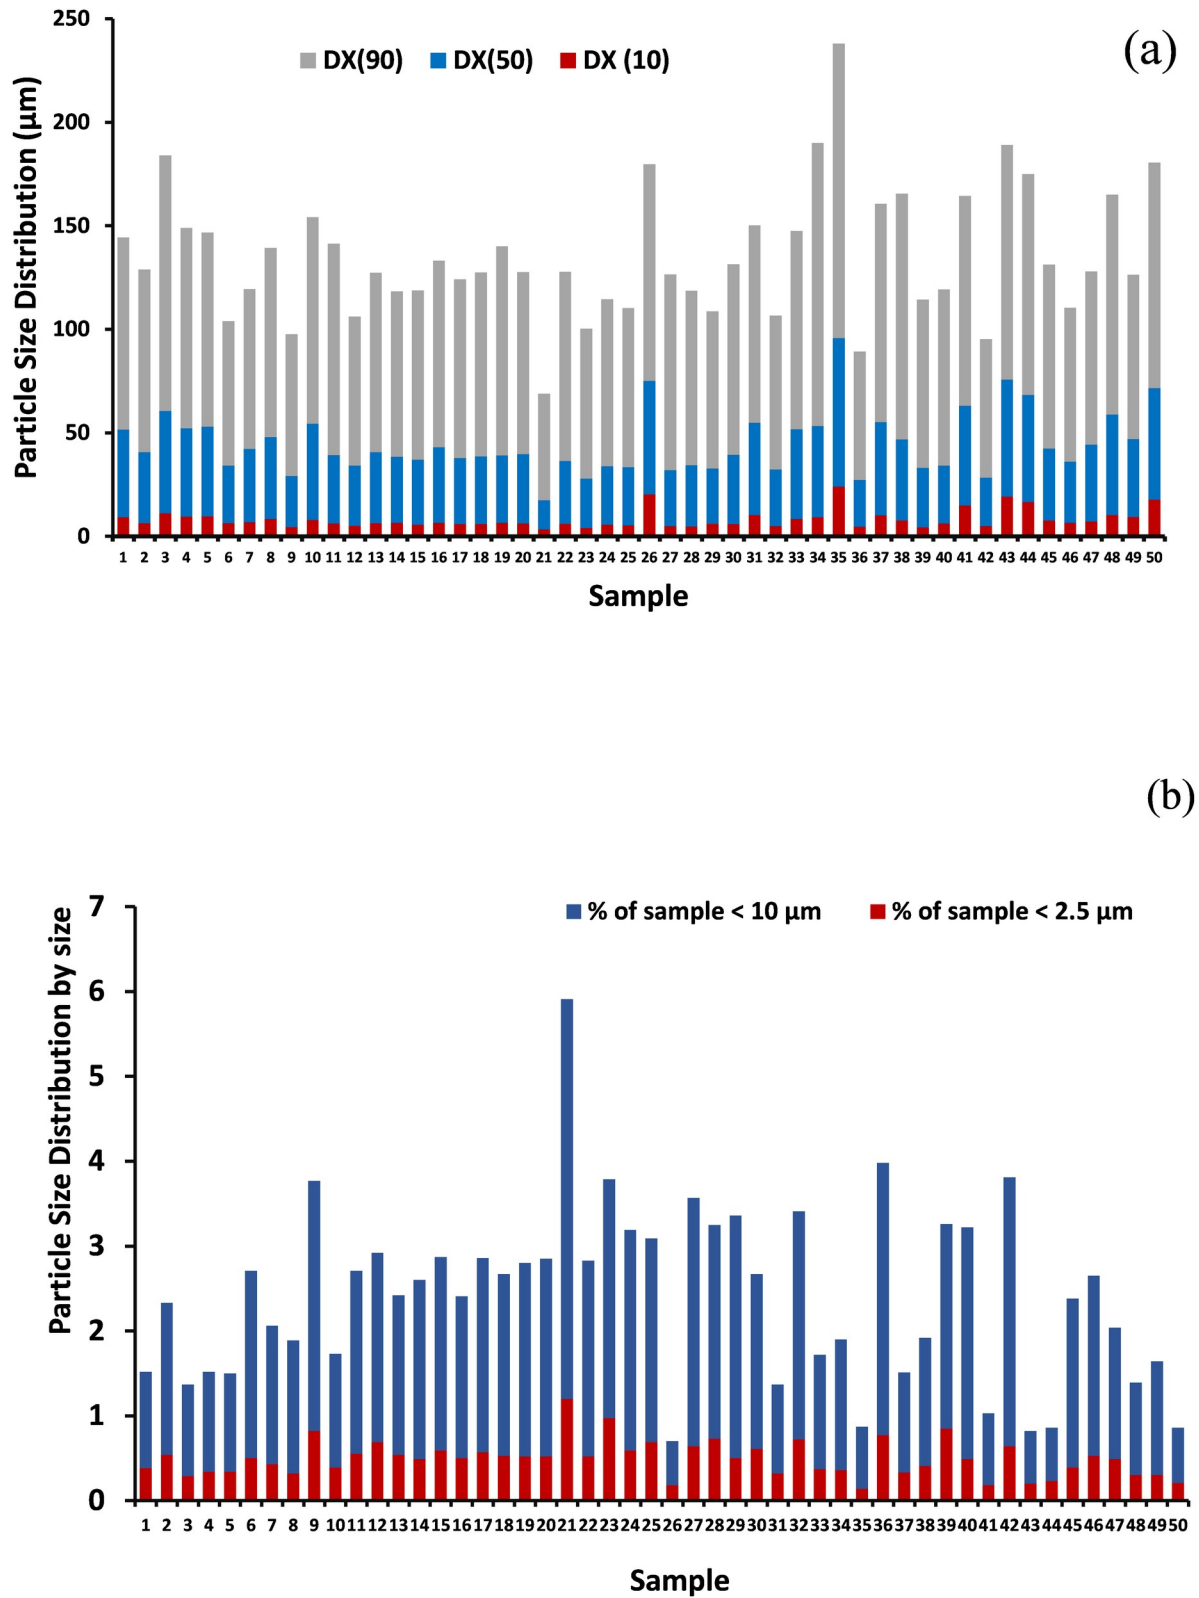 250
(a)
DX(90) DX(50) DX (10)
200
150
100
50
0
Particle Size Distribution (µm)
1 2 3 4 5 6 7 8 9 10 11 12 13 14 15 16 17 18 19 20 21 22 23 24 25 26 27 28 29 30 31 32 33 34 35 36 37 38 39 40 41 42 43 44 45 46 47 48 49 50
Sample
(b)
7
% of sample < 10 µm % of sample < 2.5 µm
6
5
4
3
2
1
0
Particle Size Distribution by size
1 2 3 4 5 6 7 8 9 10 11 12 13 14 15 16 17 18 19 20 21 22 23 24 25 26 27 28 29 30 31 32 33 34 35 36 37 38 39 40 41 42 43 44 45 46 47 48 49 50
Sample